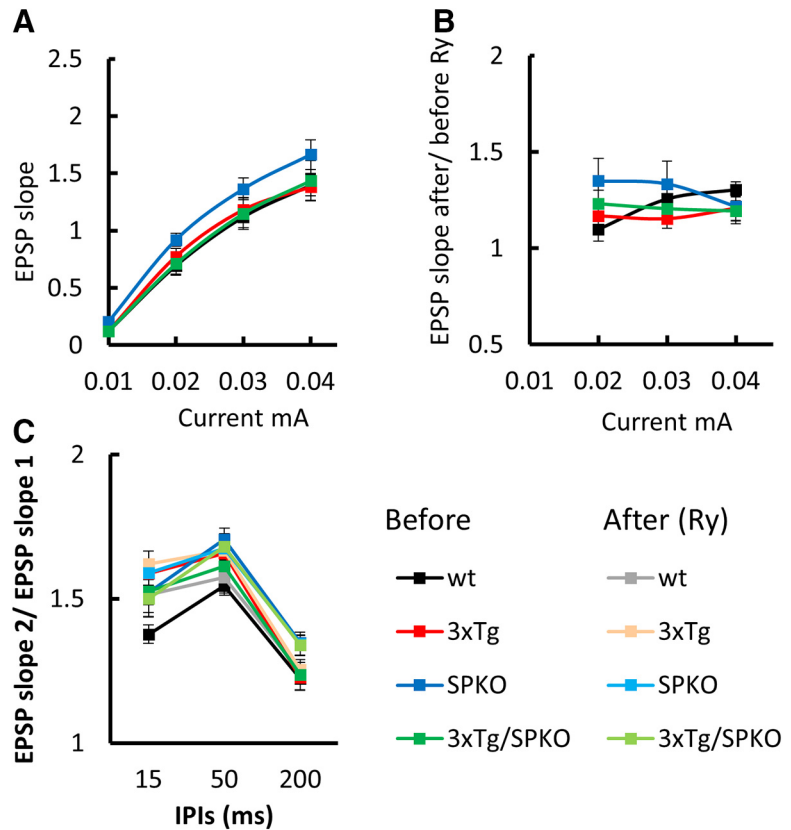 A
EPSP slope
2.5
2
1.5
1
0.5
0
0.01 0.02 0.03 0.04
Current mA
B
EPSP slope after/ before Ry
2
1.5
1
0.5
0.01 0.02 0.03 0.04
Current mA
C
EPSP slope 2/ EPSP slope 1
2
1.5
1
15 50 200
IPIs (ms)
Before After (Ry)
wt wt
3xTg 3xTg
SPKO SPKO
3xTg/SPKO 3xTg/SPKO